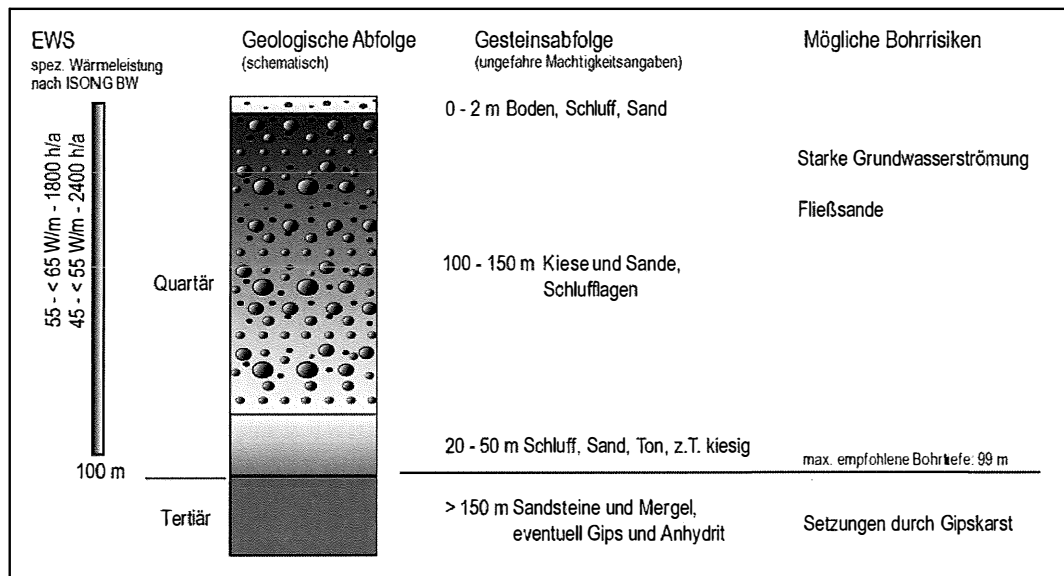 EWS
spez. Wärmeleistung
nach ISONG BW
55 - < 65 W/m - 1800 h/a
45 - < 55 W/m - 2400 h/a
100 m
Geologische Abfolge
(schematisch)
Quartär
Tertiär
Gesteinsabfolge
(ungefahre Machtigkeitsangaben)
0 - 2 m Boden, Schluff, Sand
100 - 150 m Kiese und Sande,
Schlufflagen
20 - 50 m Schluff, Sand, Ton, z.T. kiesig
> 150 m Sandsteine und Mergel,
eventuell Gips und Anhydrit
Mögliche Bohrrisiken
Starke Grundwasserströmung
Fließsande
max. empfohlene Bohrtiefe: 99 m
Setzungen durch Gipskarst